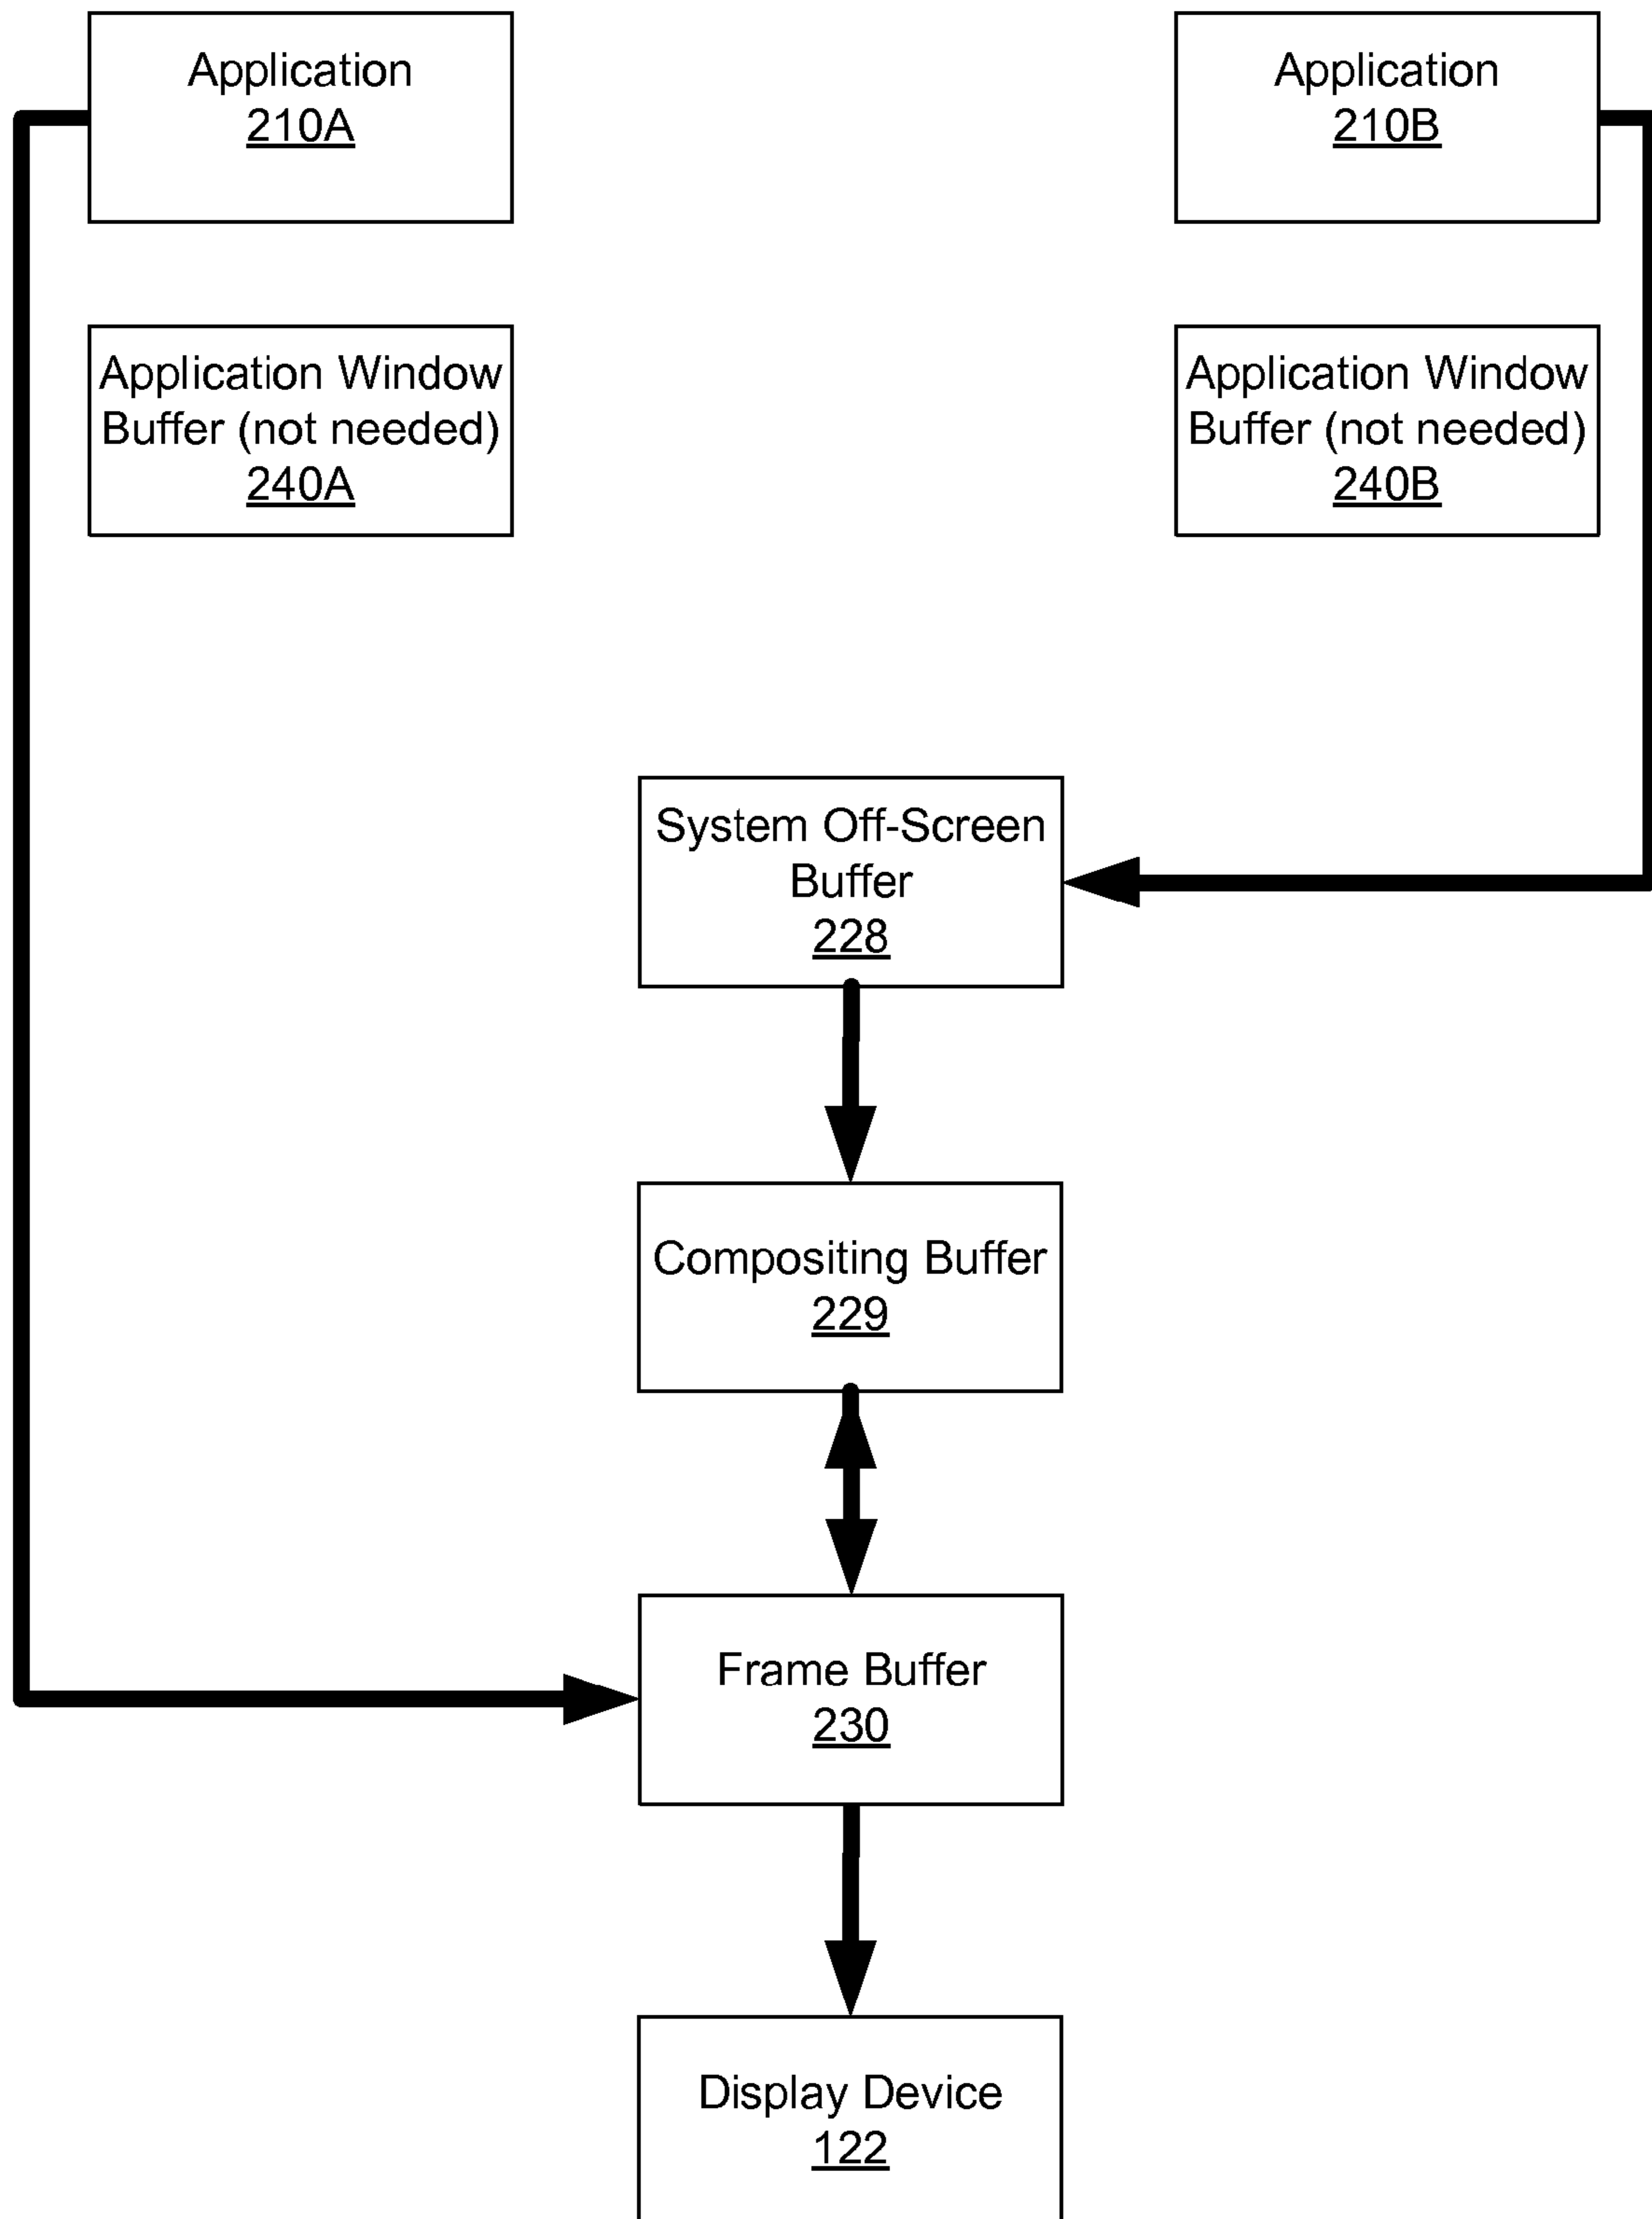 Application
210A
Application
210B
Application Window
Buffer (not needed)
240A
Application Window
Buffer (not needed)
240B
System Off-Screen
Buffer
228
Compositing Buffer
229
Frame Buffer
230
Display Device
122